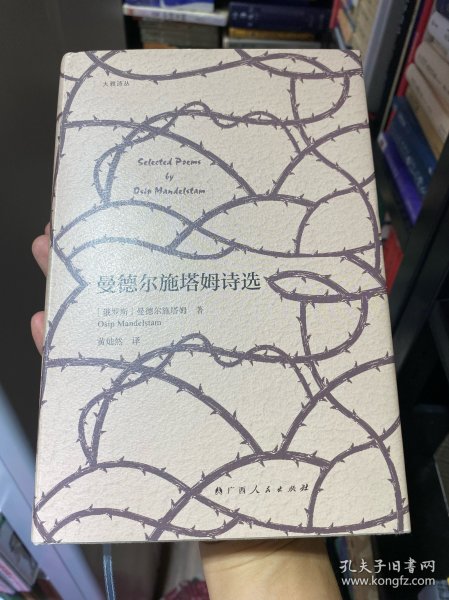 大雅诗丛
Selected Poems
by
Osip Mandelstam
曼德尔施塔姆诗选
[俄罗斯] 曼德尔施塔姆 著
Osip Mandelstam
黄灿然 译
广西人民出版社
孔夫子旧书网
www.kongfz.com